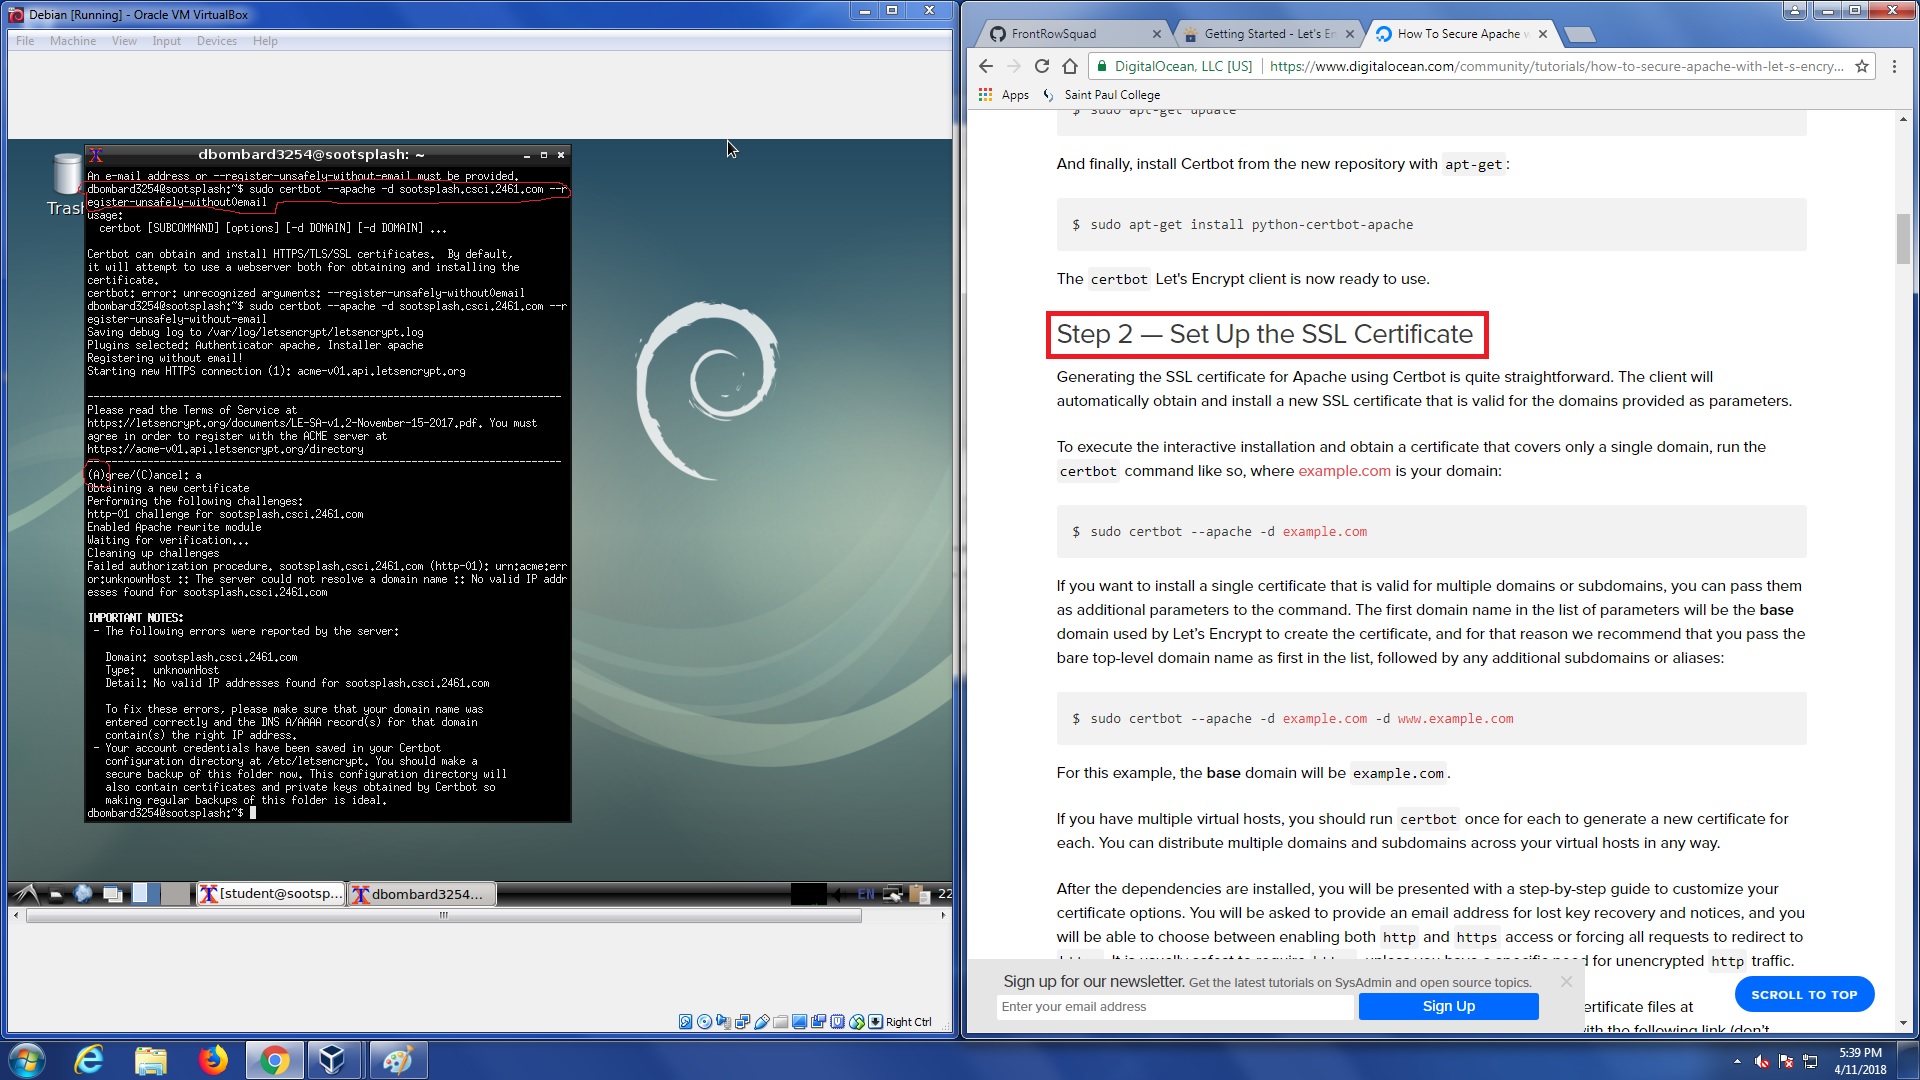 Debian [Running] - Oracle VM VirtualBox
File Machine View Input Devices Help
Trash
dbombard3254@sootsplash: ~
An e-mail address or --register-unsafely-without-email must be provided.
dbombard3254@sootsplash:~$ sudo certbot --apache -d sootsplash.csci.2461.com --r
egister-unsafely-without0email
usage:
certbot [SUBCOMMAND] [options] [-d DOMAIN] [-d DOMAIN] ...
Certbot can obtain and install HTTPS/TLS/SSL certificates. By default,
it will attempt to use a webserver both for obtaining and installing the
certificate.
certbot: error: unrecognized arguments: --register-unsafely-without0email
dbombard3254@sootsplash:~$ sudo certbot --apache -d sootsplash.csci.2461.com --r
egister-unsafely-without-email
Saving debug log to /var/log/letsencrypt/letsencrypt.log
Plugins selected: Authenticator apache, Installer apache
Registering without email!
Starting new HTTPS connection (1): acme-v01.api.letsencrypt.org
-------------------------------------------------------------------------------
Please read the Terms of Service at
https://letsencrypt.org/documents/LE-SA-v1.2-November-15-2017.pdf. You must
agree in order to register with the ACME server at
https://acme-v01.api.letsencrypt.org/directory
-------------------------------------------------------------------------------
(A)gree/(C)ancel: a
Obtaining a new certificate
Performing the following challenges:
http-01 challenge for sootsplash.csci.2461.com
Enabled Apache rewrite module
Waiting for verification...
Cleaning up challenges
Failed authorization procedure. sootsplash.csci.2461.com (http-01): urn:acme:err
or:unknownHost :: The server could not resolve a domain name :: No valid IP addr
esses found for sootsplash.csci.2461.com
IMPORTANT NOTES:
- The following errors were reported by the server:
Domain: sootsplash.csci.2461.com
Type: unknownHost
Detail: No valid IP addresses found for sootsplash.csci.2461.com
To fix these errors, please make sure that your domain name was
entered correctly and the DNS A/AAAA record(s) for that domain
contain(s) the right IP address.
- Your account credentials have been saved in your Certbot
configuration directory at /etc/letsencrypt. You should make a
secure backup of this folder now. This configuration directory will
also contain certificates and private keys obtained by Certbot so
making regular backups of this folder is ideal.
dbombard3254@sootsplash:~$
[student@sootsp... dbombard3254... EN 22
Right Ctrl
FrontRowSquad Getting Started - Let's En How To Secure Apache w
DigitalOcean, LLC [US] https://www.digitalocean.com/community/tutorials/how-to-secure-apache-with-let-s-encry...
Apps Saint Paul College
$ sudo apt-get update
And finally, install Certbot from the new repository with apt-get:
$ sudo apt-get install python-certbot-apache
The certbot Let's Encrypt client is now ready to use.
Step 2 — Set Up the SSL Certificate
Generating the SSL certificate for Apache using Certbot is quite straightforward. The client will
automatically obtain and install a new SSL certificate that is valid for the domains provided as parameters.
To execute the interactive installation and obtain a certificate that covers only a single domain, run the
certbot command like so, where example.com is your domain:
$ sudo certbot --apache -d example.com
If you want to install a single certificate that is valid for multiple domains or subdomains, you can pass them
as additional parameters to the command. The first domain name in the list of parameters will be the base
domain used by Let’s Encrypt to create the certificate, and for that reason we recommend that you pass the
bare top-level domain name as first in the list, followed by any additional subdomains or aliases:
$ sudo certbot --apache -d example.com -d www.example.com
For this example, the base domain will be example.com.
If you have multiple virtual hosts, you should run certbot once for each to generate a new certificate for
each. You can distribute multiple domains and subdomains across your virtual hosts in any way.
After the dependencies are installed, you will be presented with a step-by-step guide to customize your
certificate options. You will be asked to provide an email address for lost key recovery and notices, and you
will be able to choose between enabling both http and https access or forcing all requests to redirect to
for unencrypted http traffic.
Sign up for our newsletter. Get the latest tutorials on SysAdmin and open source topics.
Enter your email address
Sign Up
SCROLL TO TOP
ertificate files at
with the following link (don’t
5:39 PM
4/11/2018